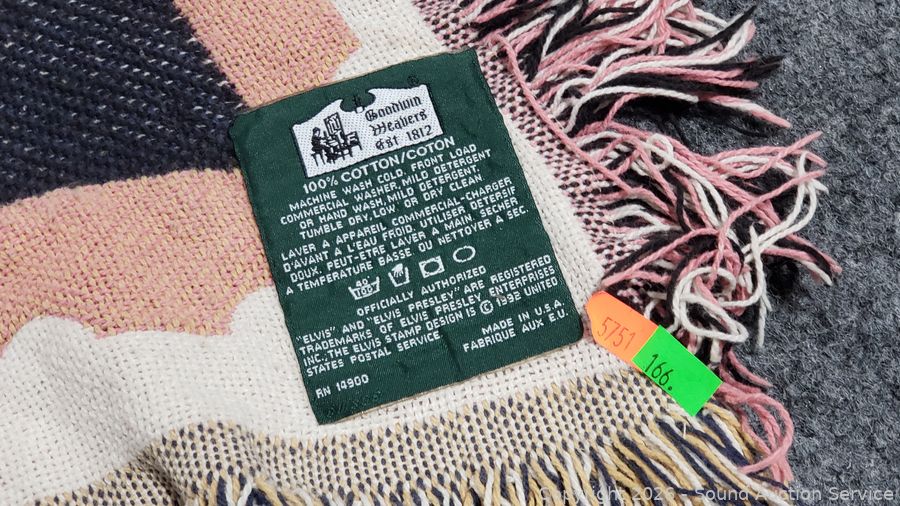 ®
Goodwin
Weavers
Est 1812
100% COTTON/COTON
MACHINE WASH COLD, FRONT LOAD
COMMERCIAL WASHER, MILD DETERGENT
OR HAND WASH, MILD DETERGENT.
TUMBLE DRY, LOW, OR DRY CLEAN
LAVER A APPAREIL COMMERCIAL-CHARGER
D'AVANT A L'EAU FROID. UTILISER DETERSIF
DOUX. PEUT-ETRE LAVER A MAIN. SECHER
A TEMPERATURE BASSE OU NETTOVER A SEC.
OFFICIALLY AUTHORIZED
"ELVIS" AND "ELVIS PRESLEY" ARE REGISTERED
TRADEMARKS OF ELVIS PRESLEY ENTERPRISES
INC., THE ELVIS STAMP DESIGN IS © 1992 UNITED
STATES POSTAL SERVICE
MADE IN U.S.A.
FABRIQUE AUX E.U.
RN 14900
5751
166.
Copyright 2026 - Sound Auction Service